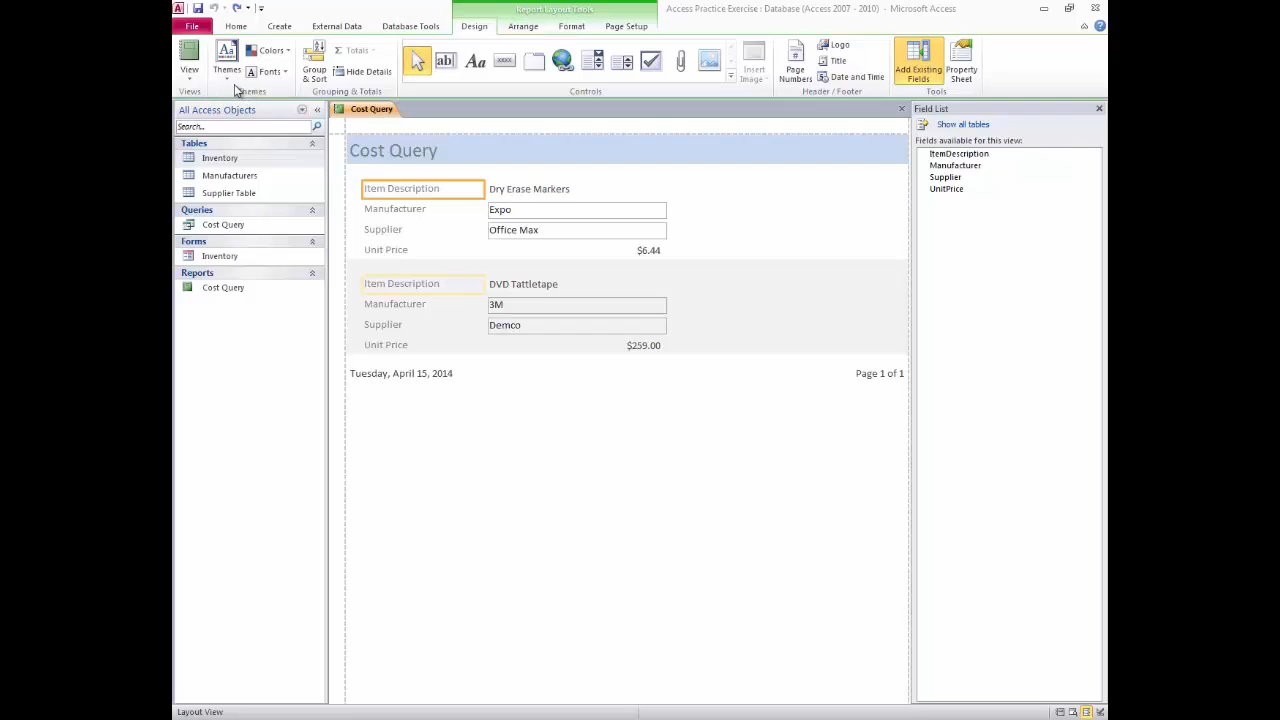 Report Layout Tools
Access Practice Exercise : Database (Access 2007 - 2010) - Microsoft Access
File Home Create External Data Database Tools Design Arrange Format Page Setup
View
Themes
Colors
Fonts
Group & Sort
Totals
Hide Details
Aa
ab
xxxx
Insert Image
Page Numbers
Logo
Title
Date and Time
Add Existing Fields
Property Sheet
Views Themes Grouping & Totals Controls Header / Footer Tools
All Access Objects
Search...
Tables
Inventory
Manufacturers
Supplier Table
Queries
Cost Query
Forms
Inventory
Reports
Cost Query
Cost Query
Cost Query
Item Description Dry Erase Markers
Manufacturer Expo
Supplier Office Max
Unit Price $6.44
Item Description DVD Tattletape
Manufacturer 3M
Supplier Demco
Unit Price $259.00
Tuesday, April 15, 2014 Page 1 of 1
Field List
Show all tables
Fields available for this view:
ItemDescription
Manufacturer
Supplier
UnitPrice
Layout View